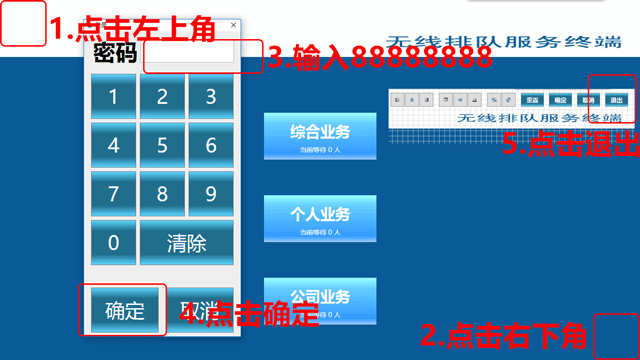 1.点击左上角
无线排队服务终端
密码
3.输入88888888
1 2 3
重置 确定 取消 退出
无线排队服务终端
综合业务
当前等待 0 人
4 5 6
5.点击退出
7 8 9
个人业务
当前等待 0 人
0 清除
公司业务
当前等待 0 人
确定 取消
4.点击确定
2.点击右下角